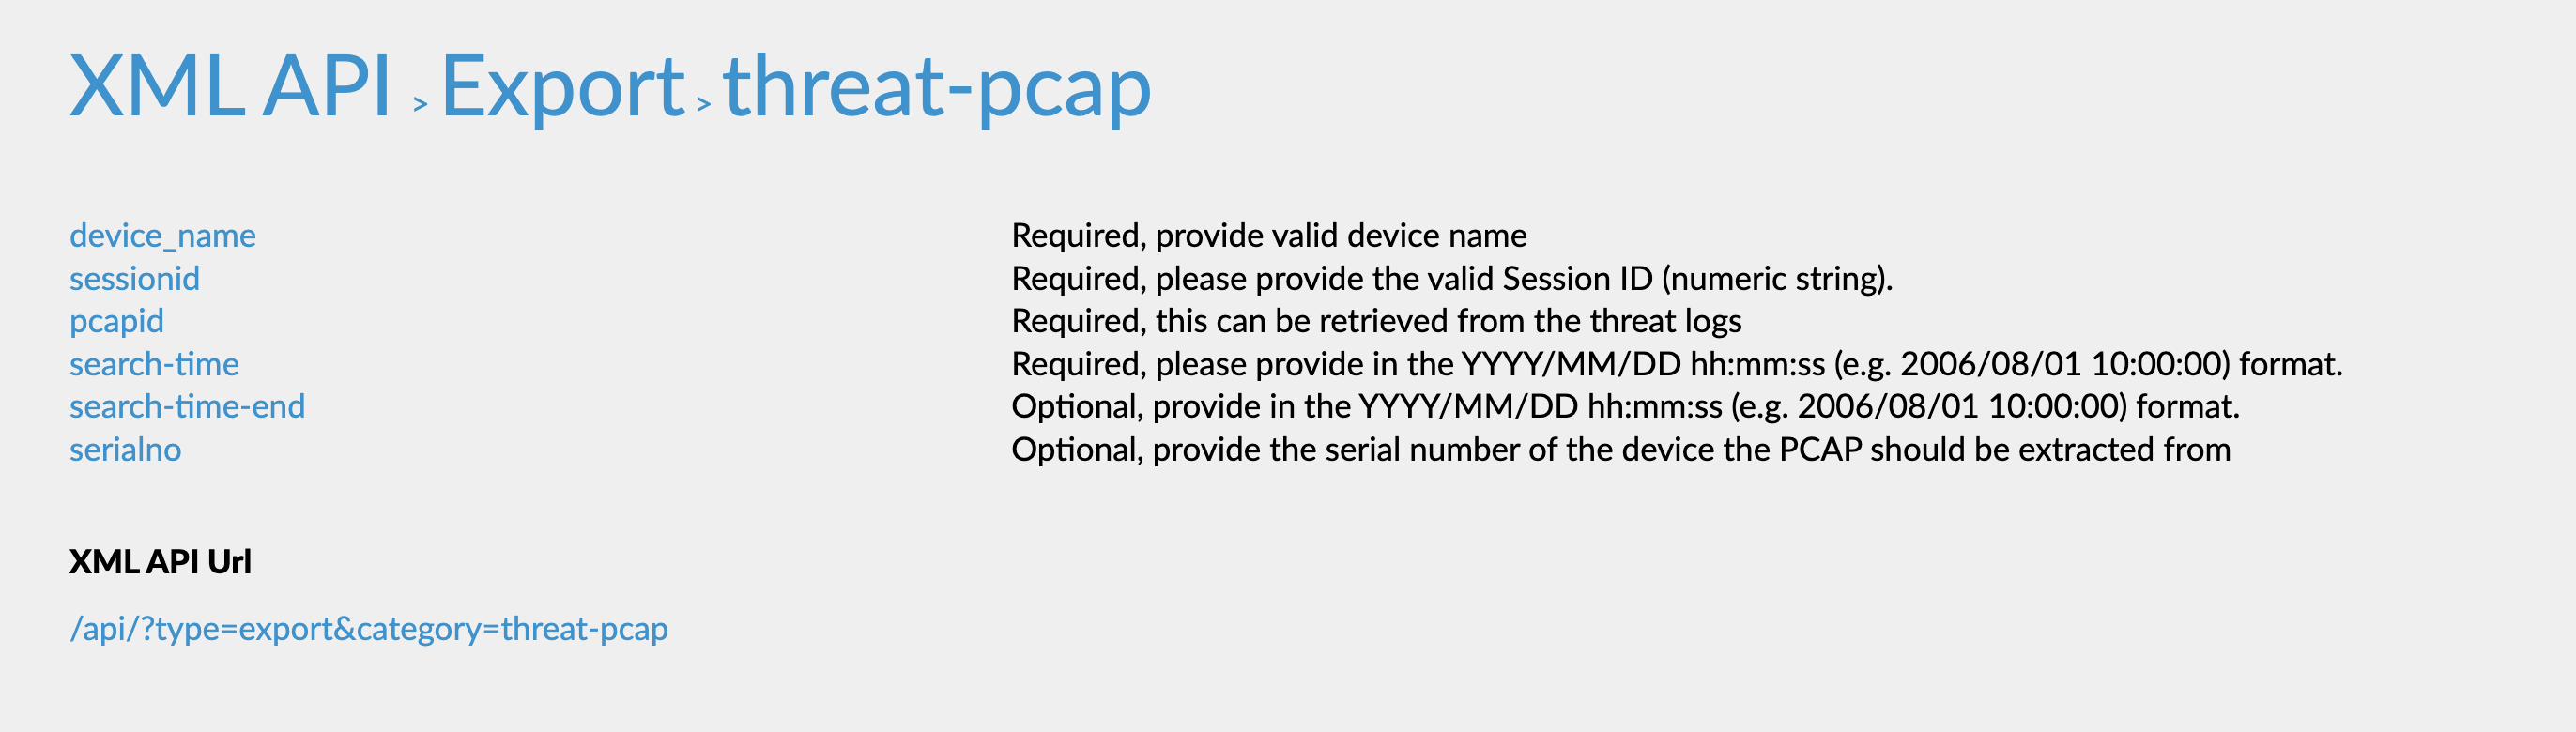 XML API > Export > threat-pcap
device_name Required, provide valid device name
sessionid Required, please provide the valid Session ID (numeric string).
pcapid Required, this can be retrieved from the threat logs
search-time Required, please provide in the YYYY/MM/DD hh:mm:ss (e.g. 2006/08/01 10:00:00) format.
search-time-end Optional, provide in the YYYY/MM/DD hh:mm:ss (e.g. 2006/08/01 10:00:00) format.
serialno Optional, provide the serial number of the device the PCAP should be extracted from
XML API Url
/api/?type=export&category=threat-pcap